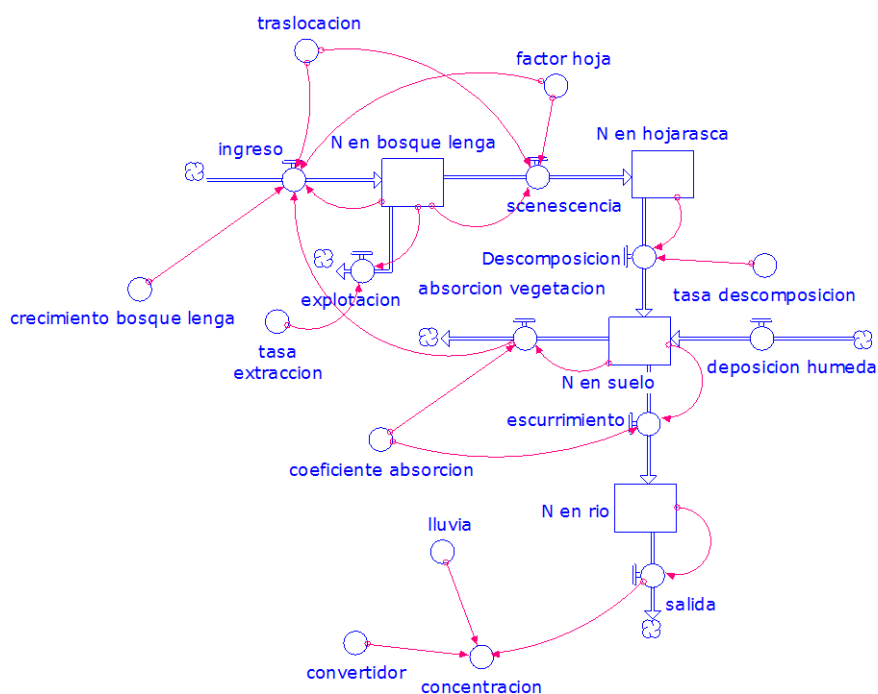 traslocacion
factor hoja
N en hojarasca
N en bosque lenga
ingreso
scenescencia
Descomposicion
absorcion vegetacion
explotacion
tasa descomposicion
crecimiento bosque lenga
tasa
extraccion
deposicion humeda
N en suelo
escurrimiento
coeficiente absorcion
N en rio
lluvia
salida
convertidor
concentracion